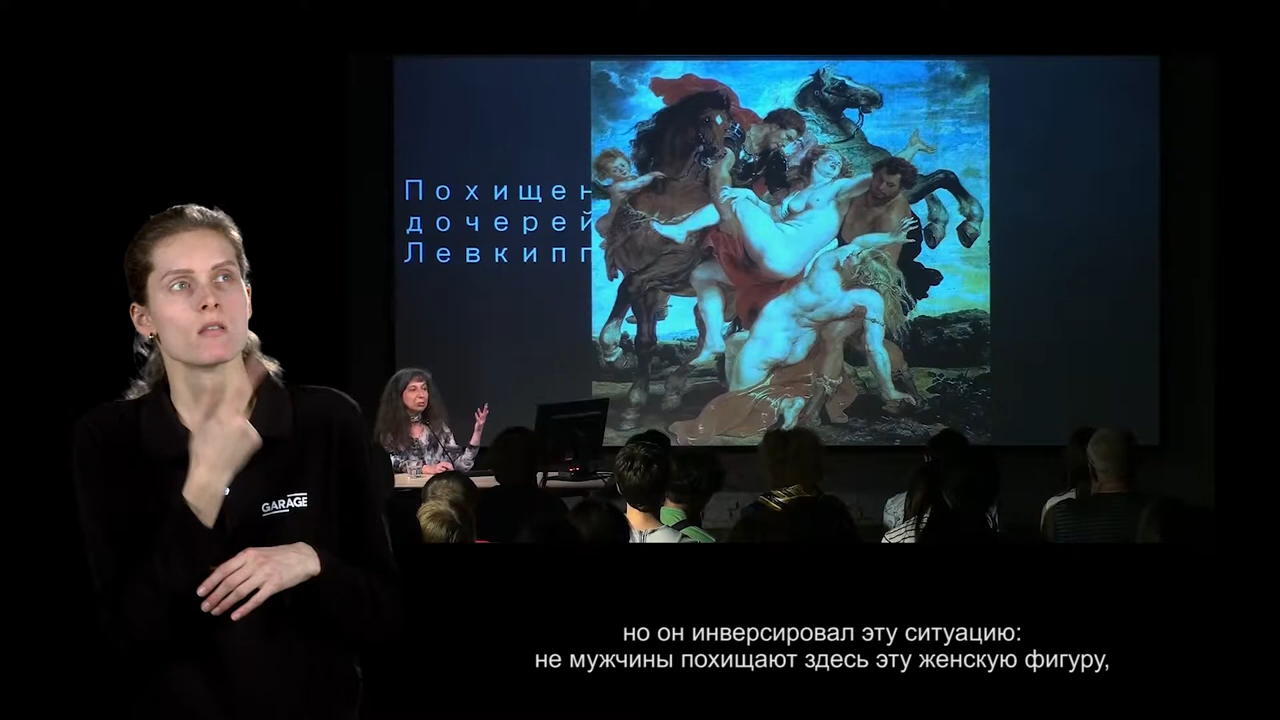 Похищен
дочерей
Левкипп
GARAGE
но он инверсировал эту ситуацию:
не мужчины похищают здесь эту женскую фигуру,